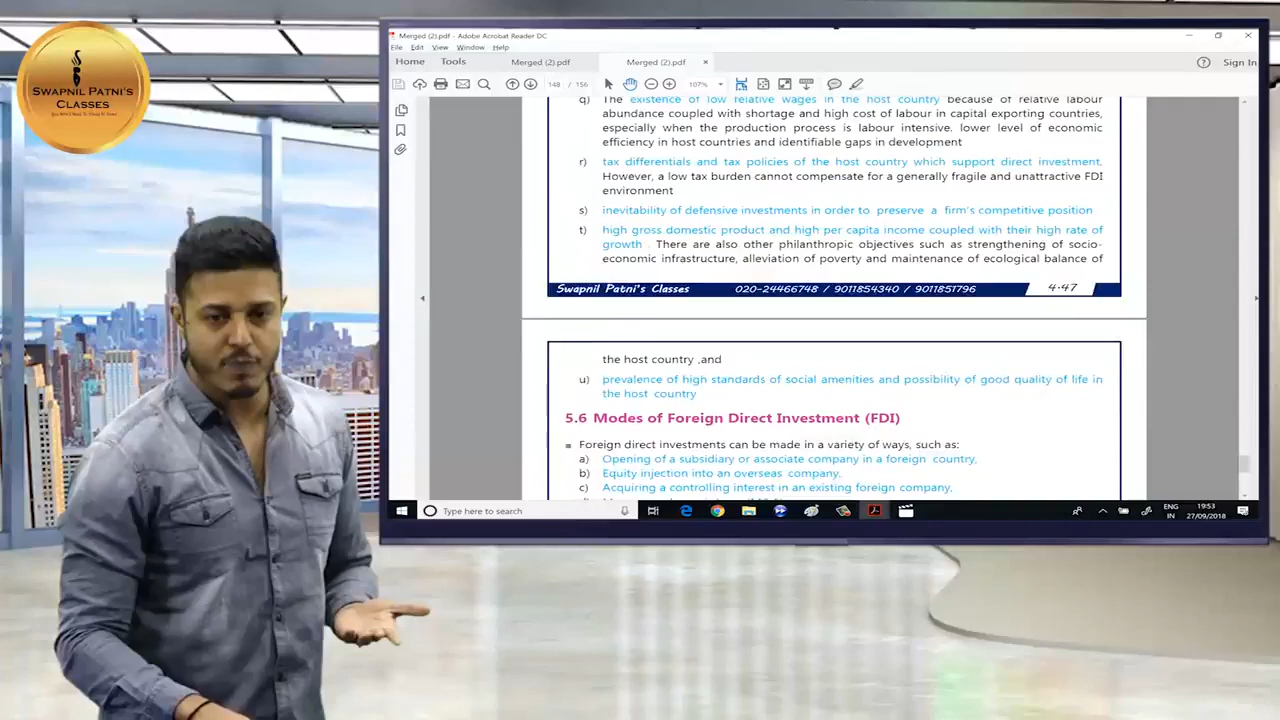 SWAPNIL PATNI'S
CLASSES
Merged (2).pdf - Adobe Acrobat Reader DC
File Edit View Window Help
Home Tools Merged (2).pdf Merged (2).pdf × Sign In
148 / 156 107%
q) The existence of low relative wages in the host country because of relative labour
abundance coupled with shortage and high cost of labour in capital exporting countries,
especially when the production process is labour intensive. lower level of economic
efficiency in host countries and identifiable gaps in development
r) tax differentials and tax policies of the host country which support direct investment.
However, a low tax burden cannot compensate for a generally fragile and unattractive FDI
environment
s) inevitability of defensive investments in order to preserve a firm's competitive position
t) high gross domestic product and high per capita income coupled with their high rate of
growth . There are also other philanthropic objectives such as strengthening of socio-
economic infrastructure, alleviation of poverty and maintenance of ecological balance of
Swapnil Patni's Classes 020-24466748 / 9011854340 / 9011851796 4.47
the host country ,and
u) prevalence of high standards of social amenities and possibility of good quality of life in
the host country
5.6 Modes of Foreign Direct Investment (FDI)
Foreign direct investments can be made in a variety of ways, such as:
a) Opening of a subsidiary or associate company in a foreign country,
b) Equity injection into an overseas company,
c) Acquiring a controlling interest in an existing foreign company,
Type here to search
ENG
IN
19:53
27/09/2018